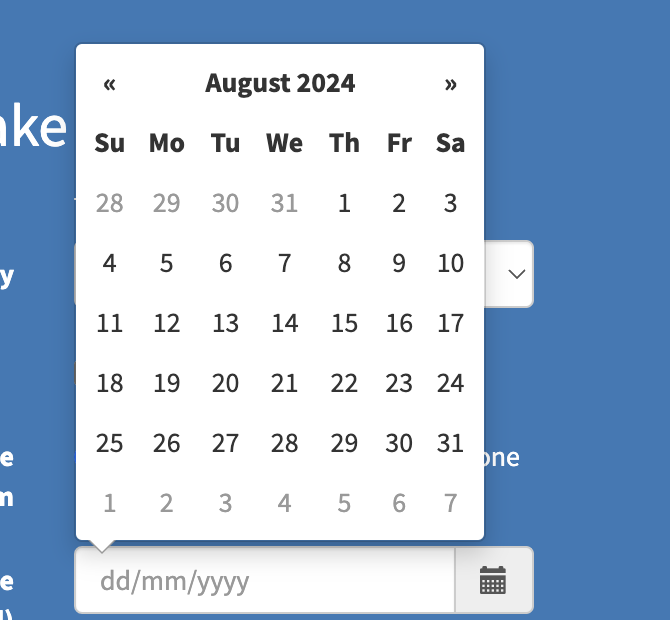 « August 2024 »
ake
Su Mo Tu We Th Fr Sa
28 29 30 31 1 2 3
4 5 6 7 8 9 10
y
11 12 13 14 15 16 17
18 19 20 21 22 23 24
25 26 27 28 29 30 31
e
one
m
1 2 3 4 5 6 7
e
dd/mm/yyyy